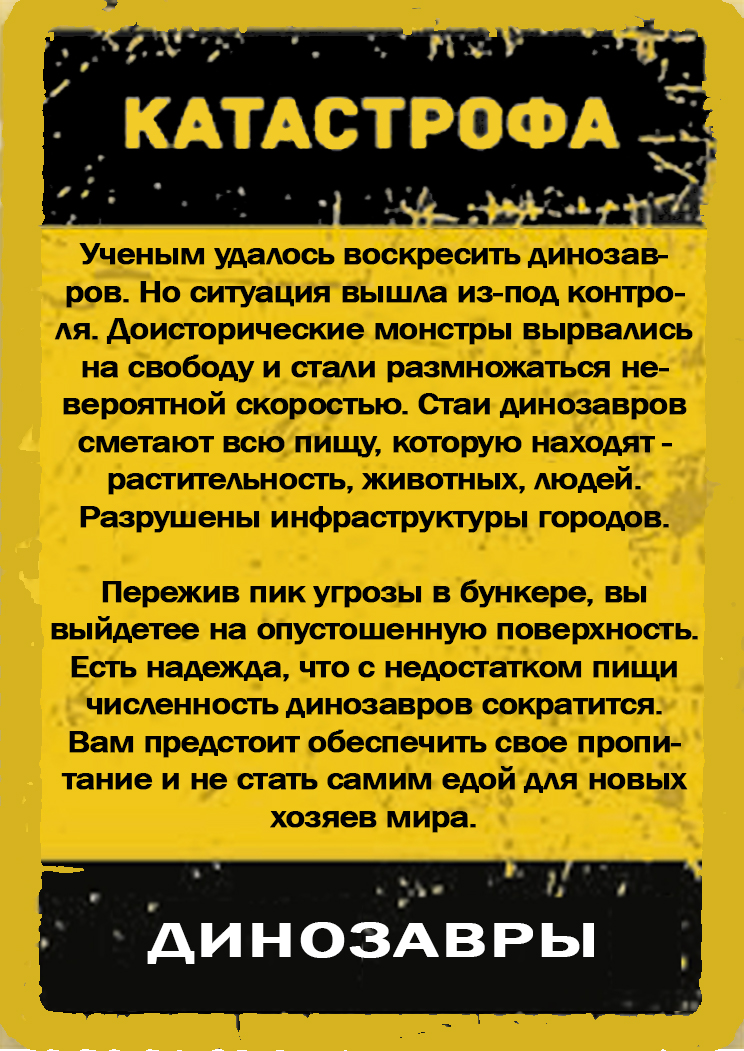 КАТАСТРОФА
Ученым удалось воскресить динозав-
ров. Но ситуация вышла из-под контро-
ля. Доисторические монстры вырвались
на свободу и стали размножаться не-
вероятной скоростью. Стаи динозавров
сметают всю пищу, которую находят -
растительность, животных, людей.
Разрушены инфраструктуры городов.
Пережив пик угрозы в бункере, вы
выйдетее на опустошенную поверхность.
Есть надежда, что с недостатком пищи
численность динозавров сократится.
Вам предстоит обеспечить свое пропи-
тание и не стать самим едой для новых
хозяев мира.
ДИНОЗАВРЫ